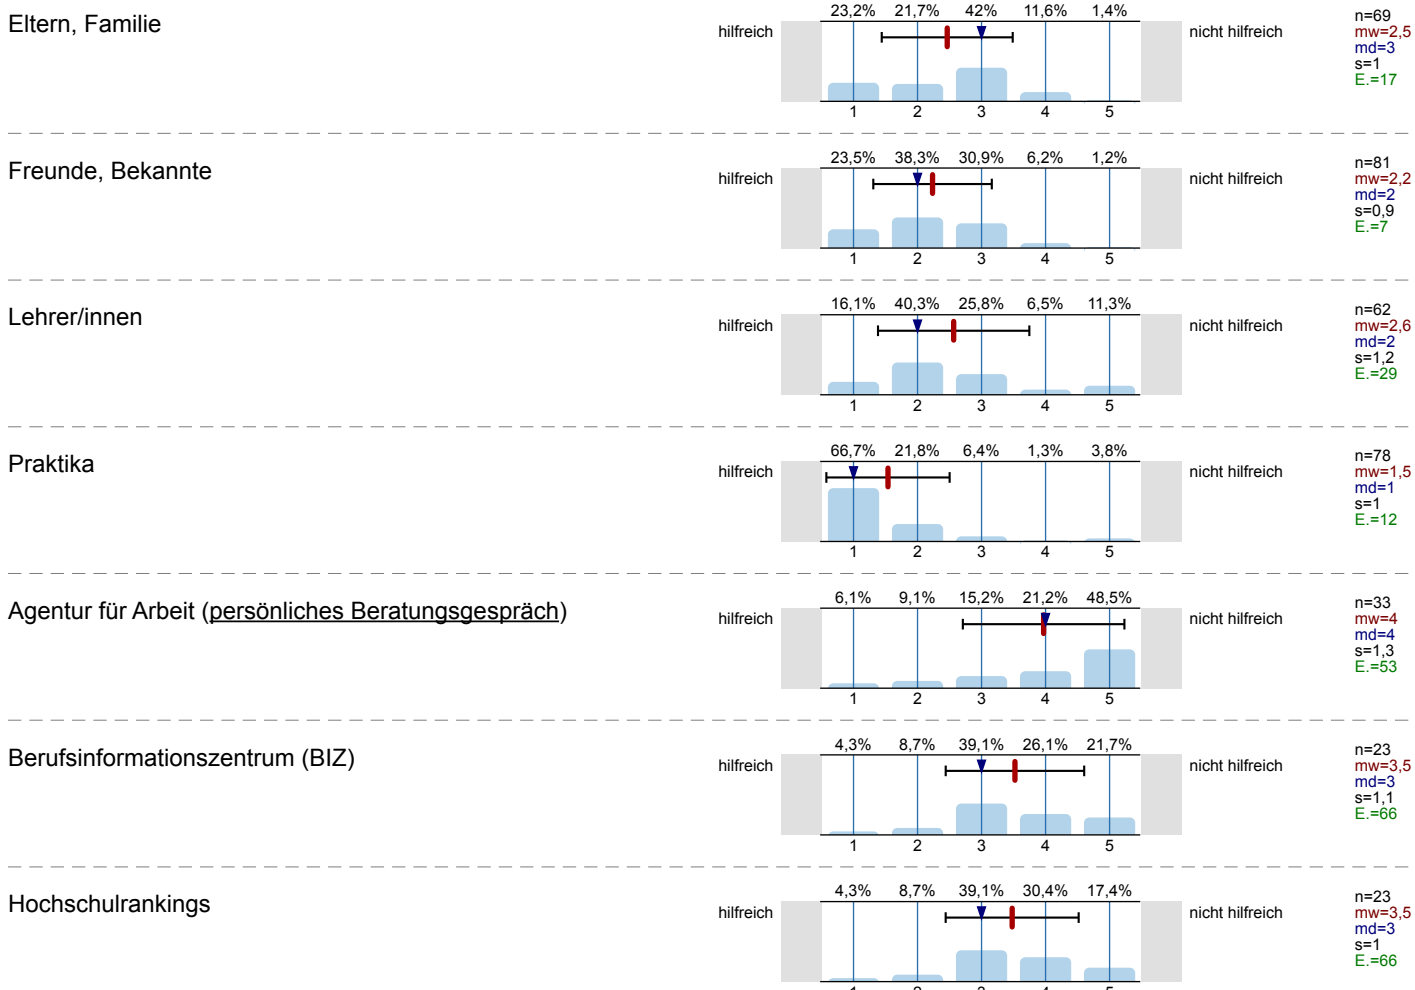 Eltern, Familie
hilfreich
23,2% 21,7% 42% 11,6% 1,4%
1 2 3 4 5
nicht hilfreich
n=69
mw=2,5
md=3
s=1
E.=17
Freunde, Bekannte
hilfreich
23,5% 38,3% 30,9% 6,2% 1,2%
1 2 3 4 5
nicht hilfreich
n=81
mw=2,2
md=2
s=0,9
E.=7
Lehrer/innen
hilfreich
16,1% 40,3% 25,8% 6,5% 11,3%
1 2 3 4 5
nicht hilfreich
n=62
mw=2,6
md=2
s=1,2
E.=29
Praktika
hilfreich
66,7% 21,8% 6,4% 1,3% 3,8%
1 2 3 4 5
nicht hilfreich
n=78
mw=1,5
md=1
s=1
E.=12
Agentur für Arbeit (persönliches Beratungsgespräch)
hilfreich
6,1% 9,1% 15,2% 21,2% 48,5%
1 2 3 4 5
nicht hilfreich
n=33
mw=4
md=4
s=1,3
E.=53
Berufsinformationszentrum (BIZ)
hilfreich
4,3% 8,7% 39,1% 26,1% 21,7%
1 2 3 4 5
nicht hilfreich
n=23
mw=3,5
md=3
s=1,1
E.=66
Hochschulrankings
hilfreich
4,3% 8,7% 39,1% 30,4% 17,4%
1 2 3 4 5
nicht hilfreich
n=23
mw=3,5
md=3
s=1
E.=66